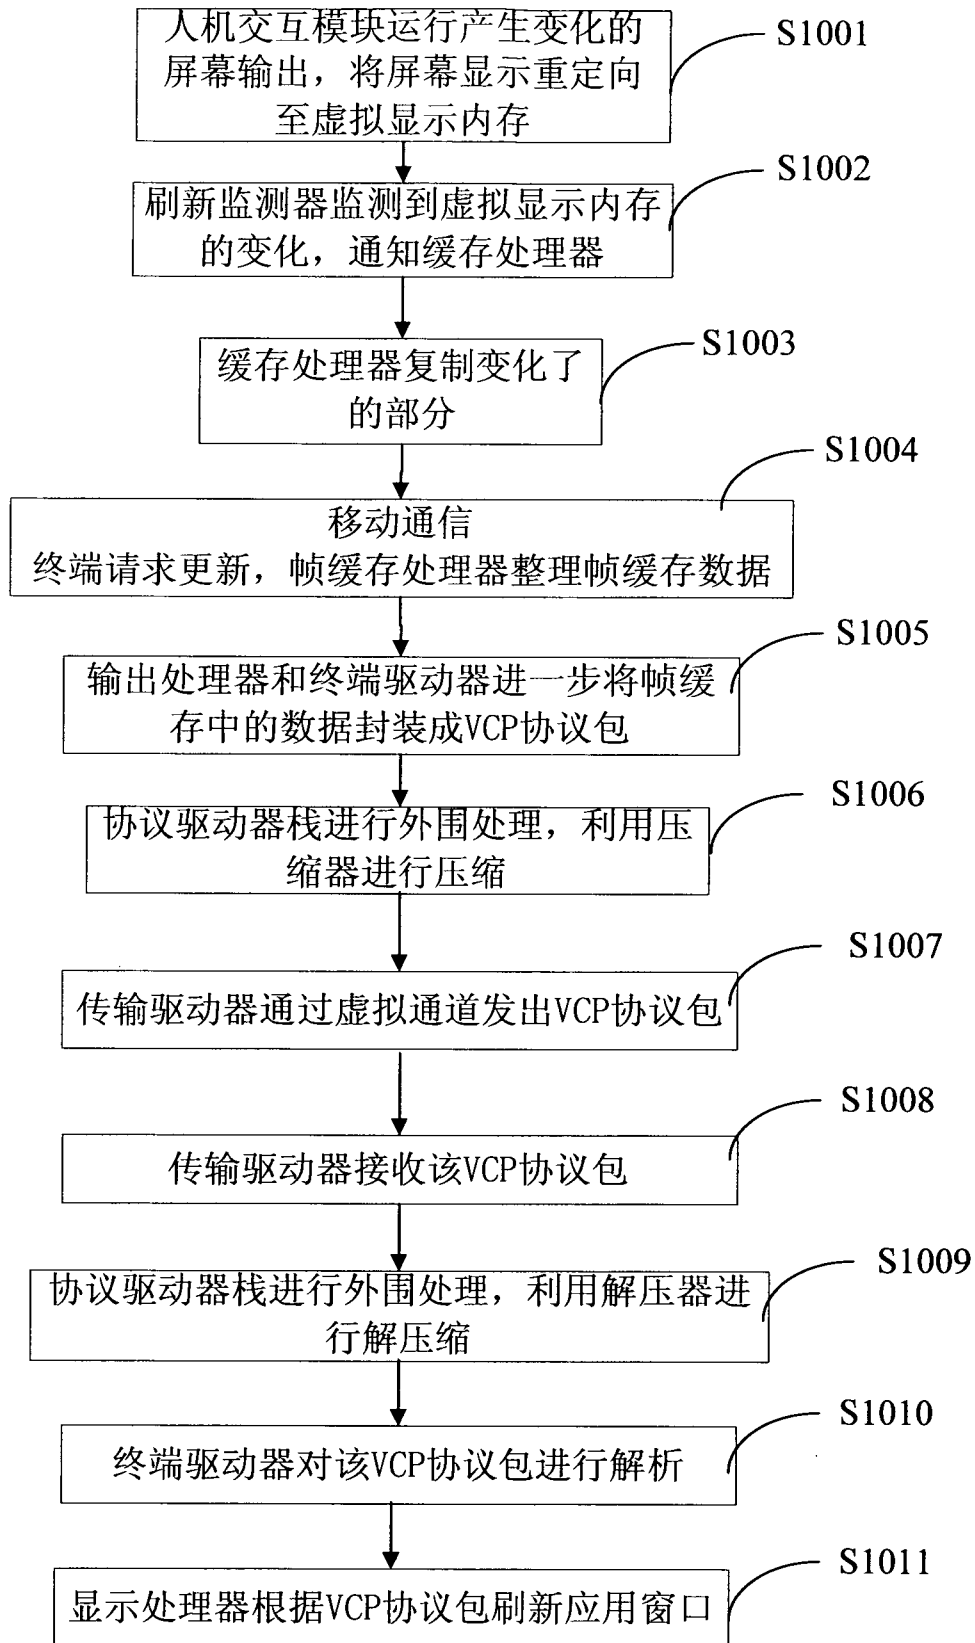 人机交互模块运行产生变化的
屏幕输出，将屏幕显示重定向
至虚拟显示内存
S1001
刷新监测器监测到虚拟显示内存
的变化，通知缓存处理器
S1002
缓存处理器复制变化了
的部分
S1003
移动通信
终端请求更新，帧缓存处理器整理帧缓存数据
S1004
输出处理器和终端驱动器进一步将帧缓
存中的数据封装成VCP协议包
S1005
协议驱动器栈进行外围处理，利用压
缩器进行压缩
S1006
传输驱动器通过虚拟通道发出VCP协议包
S1007
传输驱动器接收该VCP协议包
S1008
协议驱动器栈进行外围处理，利用解压器进
行解压缩
S1009
终端驱动器对该VCP协议包进行解析
S1010
显示处理器根据VCP协议包刷新应用窗口
S1011